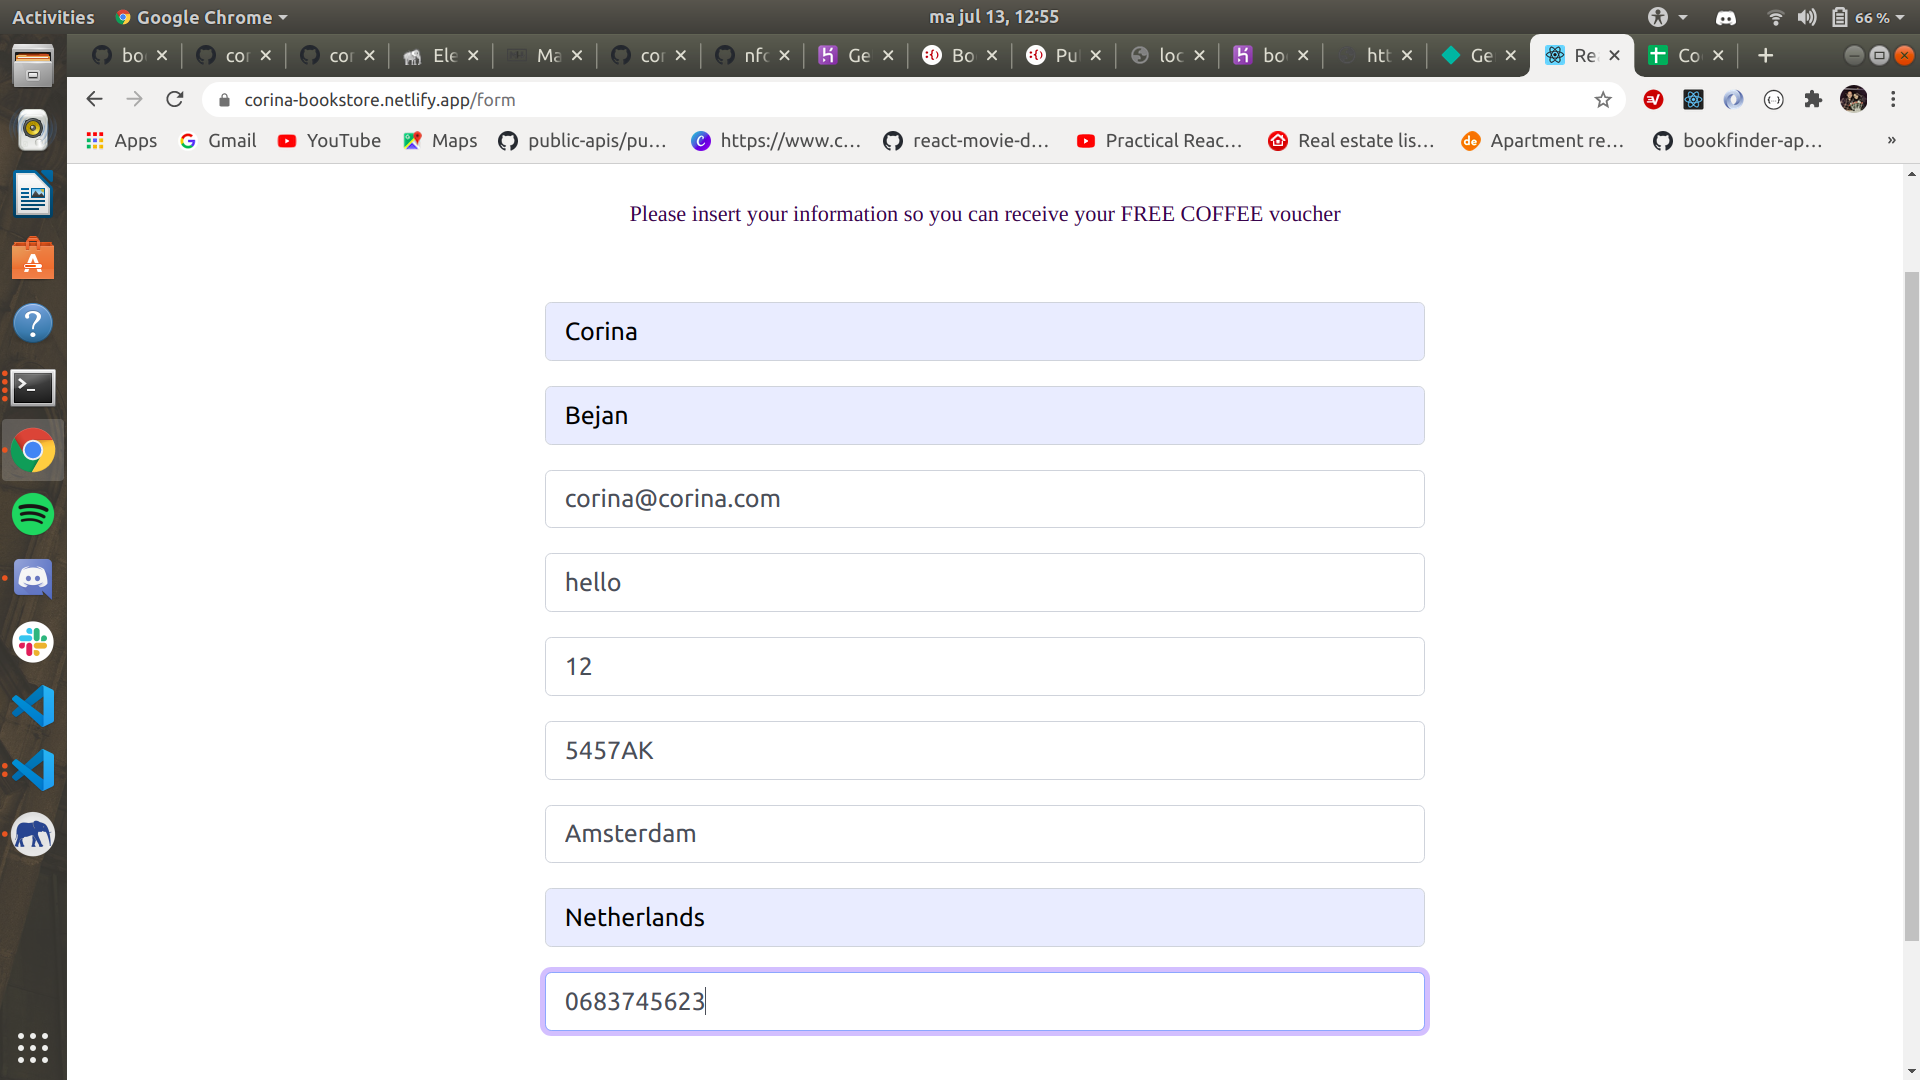 Activities Google Chrome ma jul 13, 12:55 66 %
bo cor cor Ele Ma cor nfc Ge Bo Pu loc bo htt Ge Re Co
corina-bookstore.netlify.app/form
Apps Gmail YouTube Maps public-apis/pu... https://www.c... react-movie-d... Practical Reac... Real estate lis... Apartment re... bookfinder-ap... »
Please insert your information so you can receive your FREE COFFEE voucher
Corina
Bejan
corina@corina.com
hello
12
5457AK
Amsterdam
Netherlands
0683745623